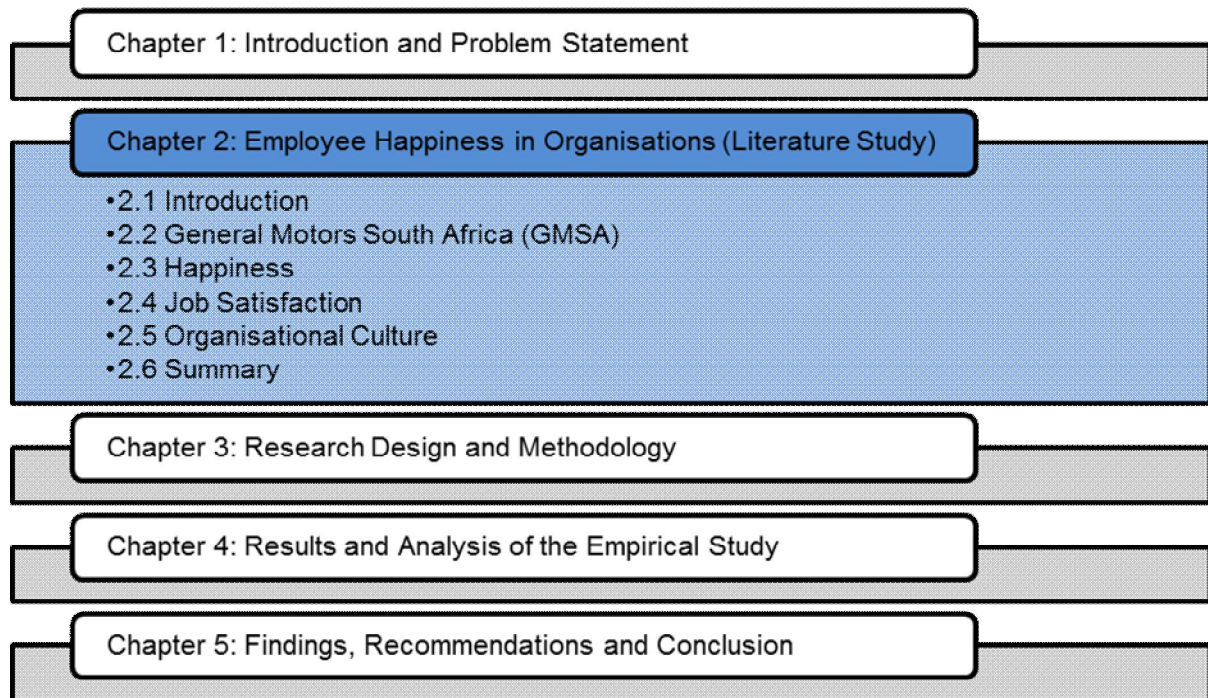 Chapter 1: Introduction and Problem Statement
Chapter 2: Employee Happiness in Organisations (Literature Study)
•2.1 Introduction
•2.2 General Motors South Africa (GMSA)
•2.3 Happiness
•2.4 Job Satisfaction
•2.5 Organisational Culture
•2.6 Summary
Chapter 3: Research Design and Methodology
Chapter 4: Results and Analysis of the Empirical Study
Chapter 5: Findings, Recommendations and Conclusion